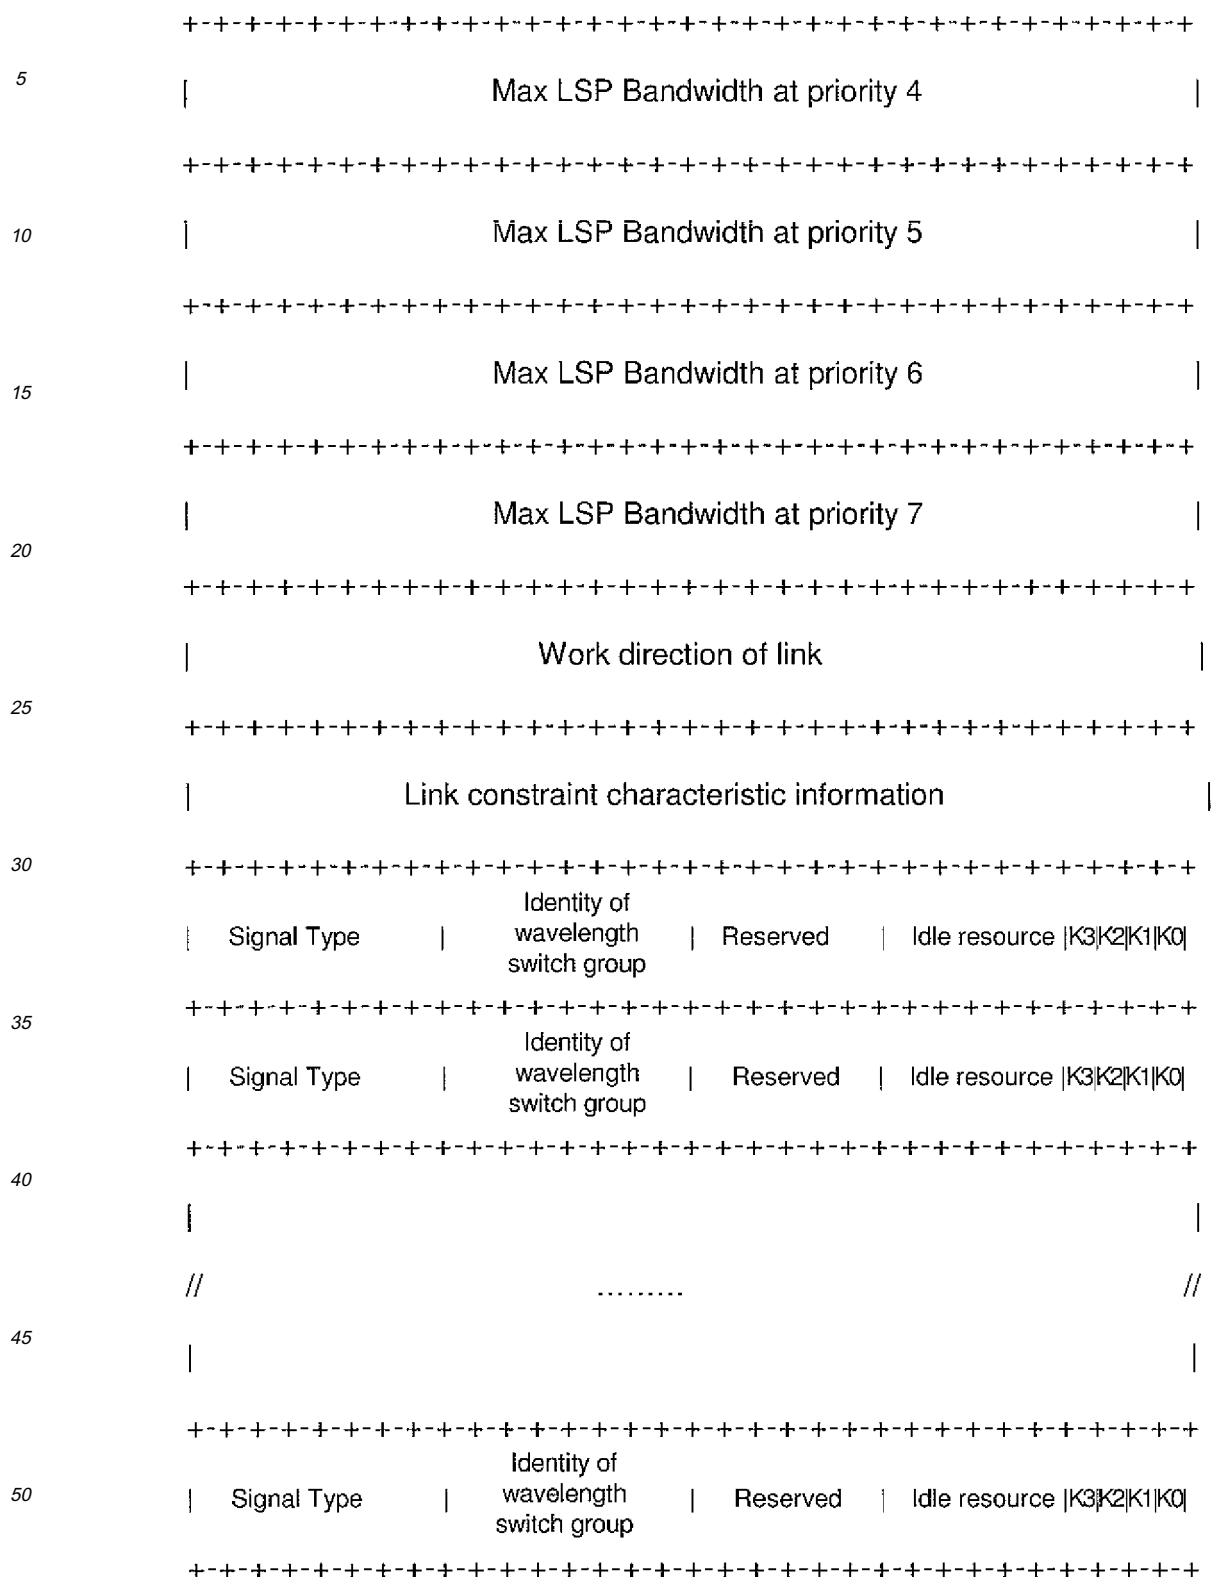 +-+-+-+-+-+-+-+-+-+-+-+-+-+-+-+-+-+-+-+-+-+-+-+-+-+-+-+-+-+-+-+-+
5
| Max LSP Bandwidth at priority 4 |
+-+-+-+-+-+-+-+-+-+-+-+-+-+-+-+-+-+-+-+-+-+-+-+-+-+-+-+-+-+-+-+-+
10 | Max LSP Bandwidth at priority 5 |
+-+-+-+-+-+-+-+-+-+-+-+-+-+-+-+-+-+-+-+-+-+-+-+-+-+-+-+-+-+-+-+-+
| Max LSP Bandwidth at priority 6 |
15
+-+-+-+-+-+-+-+-+-+-+-+-+-+-+-+-+-+-+-+-+-+-+-+-+-+-+-+-+-+-+-+-+
| Max LSP Bandwidth at priority 7 |
20
+-+-+-+-+-+-+-+-+-+-+-+-+-+-+-+-+-+-+-+-+-+-+-+-+-+-+-+-+-+-+-+-+
| Work direction of link |
25
+-+-+-+-+-+-+-+-+-+-+-+-+-+-+-+-+-+-+-+-+-+-+-+-+-+-+-+-+-+-+-+-+
| Link constraint characteristic information |
30 +-+-+-+-+-+-+-+-+-+-+-+-+-+-+-+-+-+-+-+-+-+-+-+-+-+-+-+-+-+-+-+-+
Identity of
| Signal Type | wavelength | Reserved | Idle resource |K3|K2|K1|K0|
switch group
+-+-+-+-+-+-+-+-+-+-+-+-+-+-+-+-+-+-+-+-+-+-+-+-+-+-+-+-+-+-+-+-+
35
Identity of
| Signal Type | wavelength | Reserved | Idle resource |K3|K2|K1|K0|
switch group
+-+-+-+-+-+-+-+-+-+-+-+-+-+-+-+-+-+-+-+-+-+-+-+-+-+-+-+-+-+-+-+-+
40
| |
// ......... //
45
| |
+-+-+-+-+-+-+-+-+-+-+-+-+-+-+-+-+-+-+-+-+-+-+-+-+-+-+-+-+-+-+-+-+
Identity of
50 | Signal Type | wavelength | Reserved | Idle resource |K3|K2|K1|K0|
switch group
+-+-+-+-+-+-+-+-+-+-+-+-+-+-+-+-+-+-+-+-+-+-+-+-+-+-+-+-+-+-+-+-+